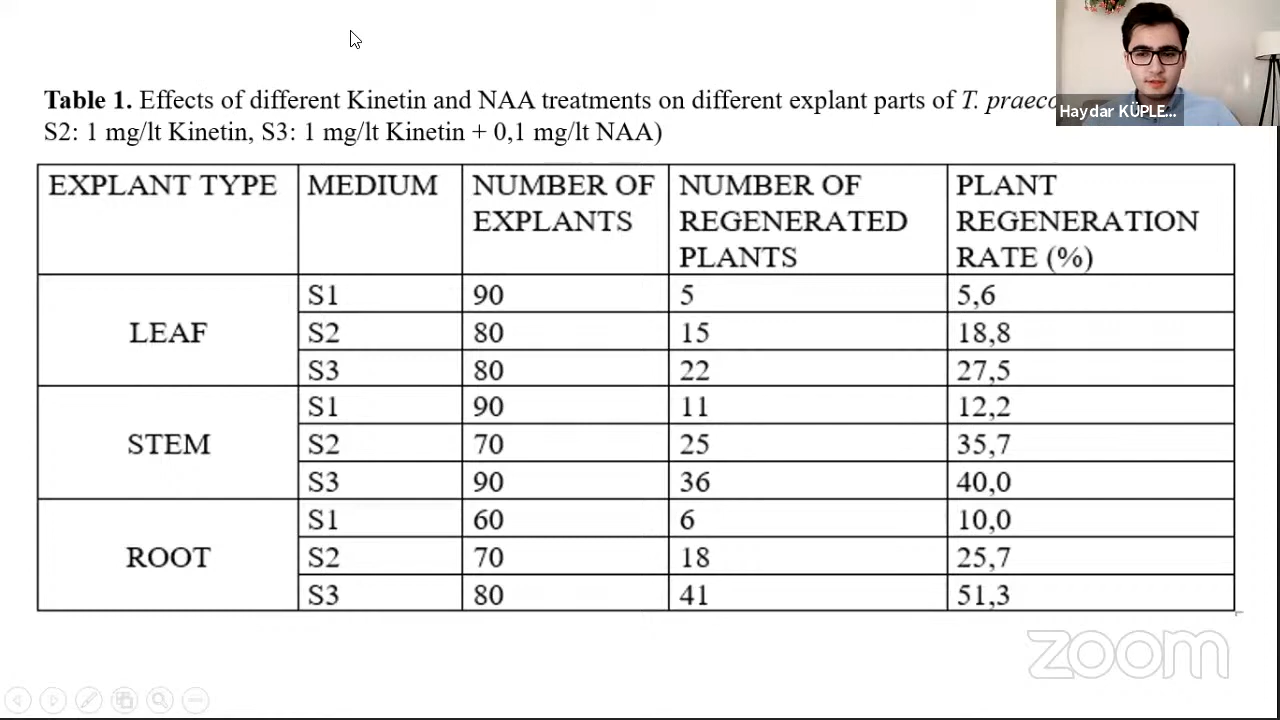 Table 1. Effects of different Kinetin and NAA treatments on different explant parts of T.
Haydar KÜPLE...
S2: 1 mg/lt Kinetin, S3: 1 mg/lt Kinetin + 0,1 mg/lt NAA)
EXPLANT TYPE MEDIUM NUMBER OF EXPLANTS NUMBER OF REGENERATED PLANTS PLANT REGENERATION RATE (%)
LEAF S1 90 5 5,6
S2 80 15 18,8
S3 80 22 27,5
STEM S1 90 11 12,2
S2 70 25 35,7
S3 90 36 40,0
ROOT S1 60 6 10,0
S2 70 18 25,7
S3 80 41 51,3
zoom